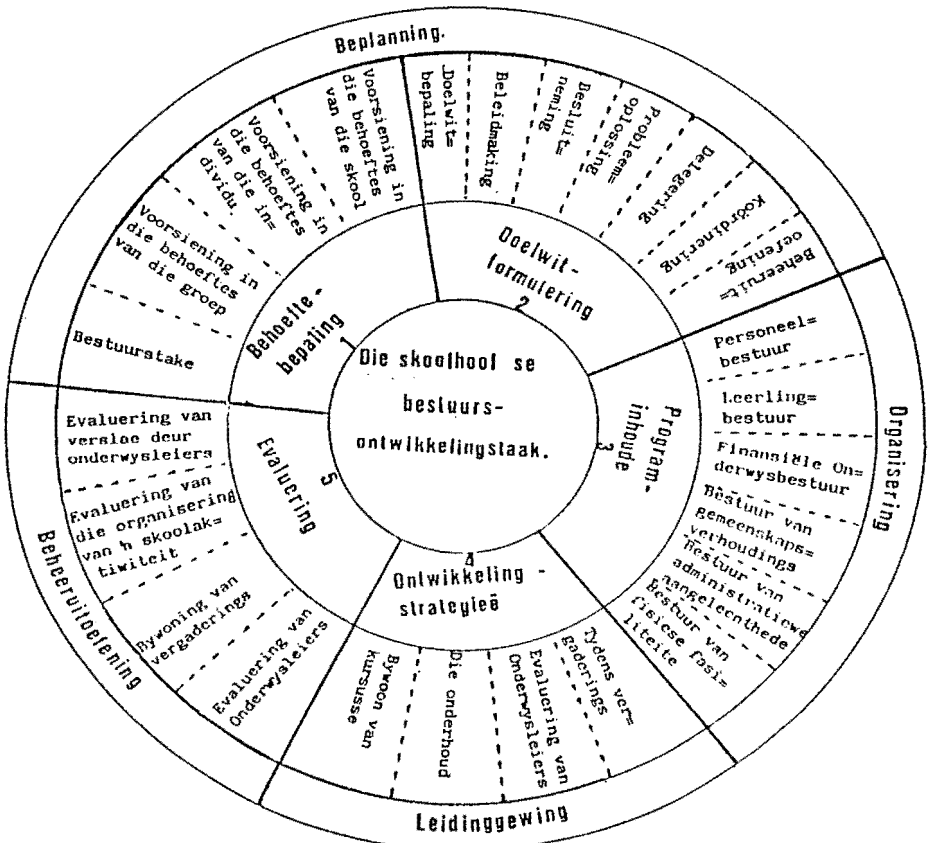 Beplanning.
Voorsiening in
die behoeftes
van die skool
Voorsiening in
die behoeftes
van die in=
dividu.
Voorsiening in
die behoeftes
van die groep
Bestuurstake
Doelwit=
bepaling
Beleidmaking
Besluit=
neming
Probleem=
oplossing
Delegering
Koördinering
Beheeruit=
oefening
Behoefte-
bepaling
1
Doelwit-
formulering
2
Die skoolhoof se
bestuurs-
ontwikkelingstaak.
Organisering
Program-
inhoude
3
Personeel=
bestuur
Leerling=
bestuur
Finansiële On=
derwysbestuur
Bestuur van
gemeenskaps=
verhoudings
Bestuur van
administratiewe
aangeleenthede
Bestuur van
fisiese fasi=
liteite
4
Ontwikkeling-
strategieë
Tydens ver=
gaderings
Evaluering van
Onderwysleiers
Die onderhoud
Bywoon van
kursusse
Leidinggewing
Evaluering
5
Evaluering van
verslae deur
onderwysleiers
Evaluering van
die organisering
van 'n skoolak=
tiwiteit
Bywoning van
vergaderings
Evaluering van
Onderwysleiers
Beheeruitoefening